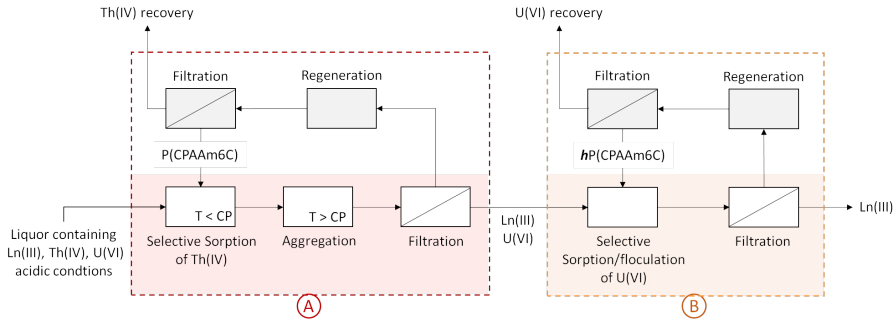 Th(IV) recovery
U(VI) recovery
Filtration
Regeneration
Filtration
Regeneration
P(CPAAm6C)
hP(CPAAm6C)
T < CP
T > CP
Ln(III)
U(VI)
Ln(III)
Liquor containing
Ln(III), Th(IV), U(VI)
acidic condtions
Selective Sorption
of Th(IV)
Aggregation
Filtration
Selective
Sorption/floculation
of U(VI)
Filtration
A
B